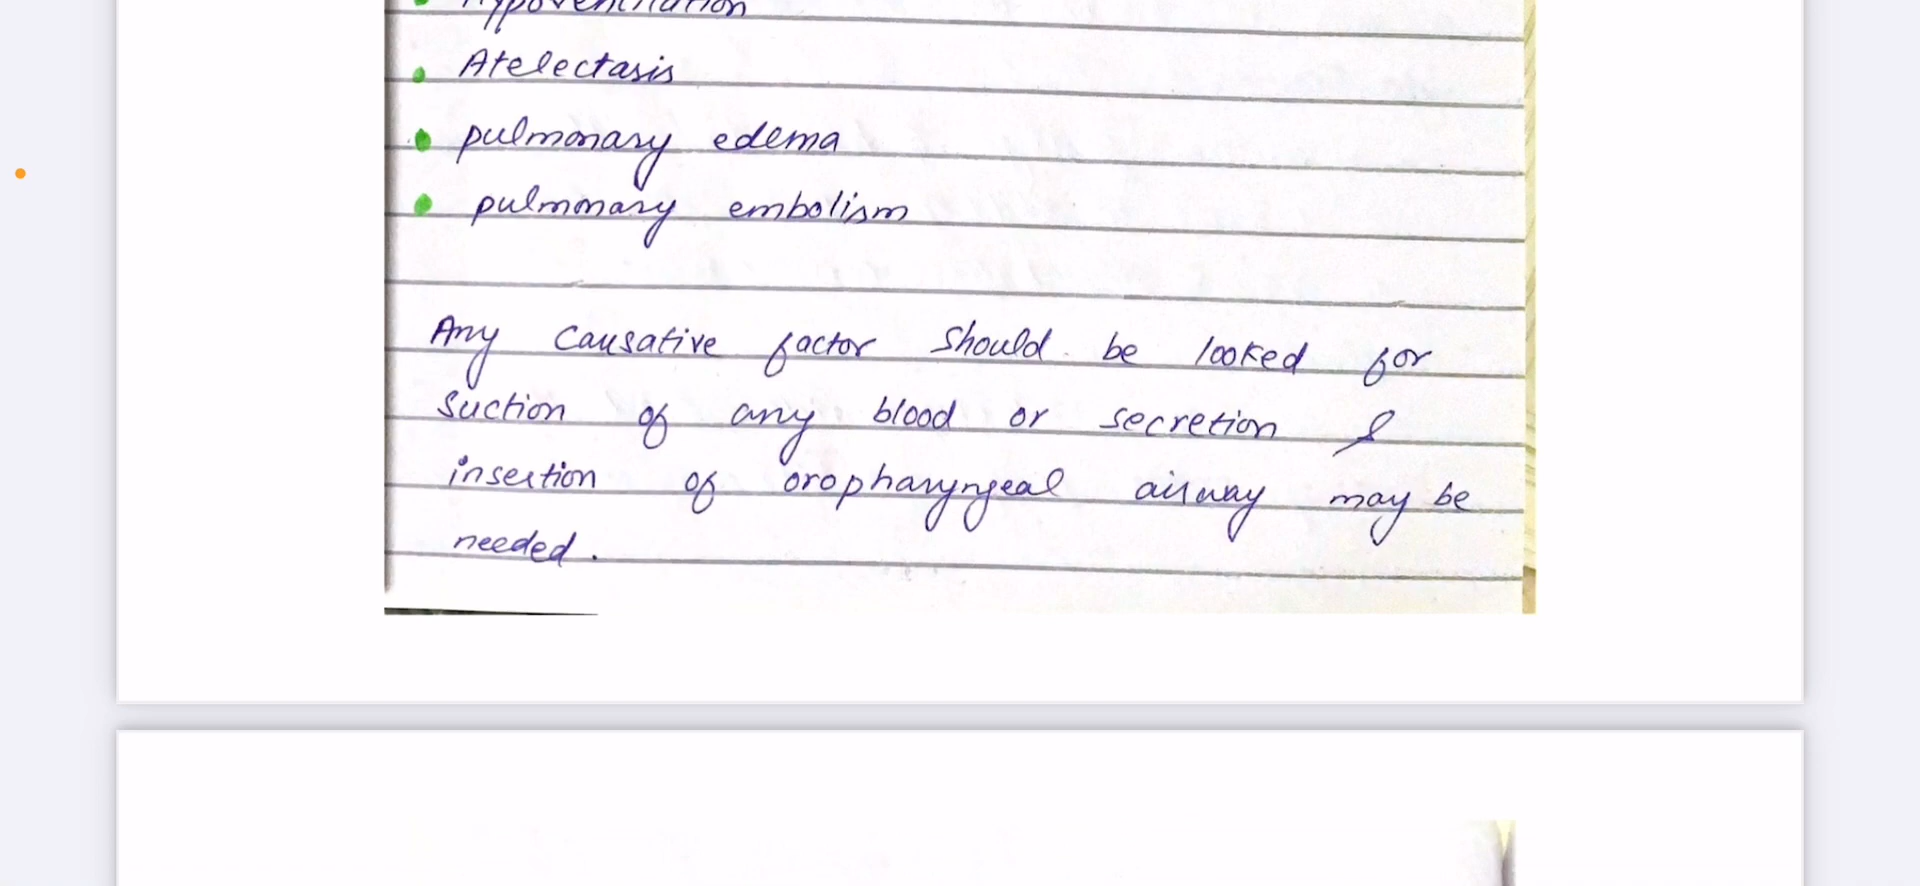 Hypoventilation
Atelectasis
pulmonary edema
pulmonary embolism
Any causative factor should be looked for
suction of any blood or secretion &
insertion of oropharyngeal airway may be
needed.